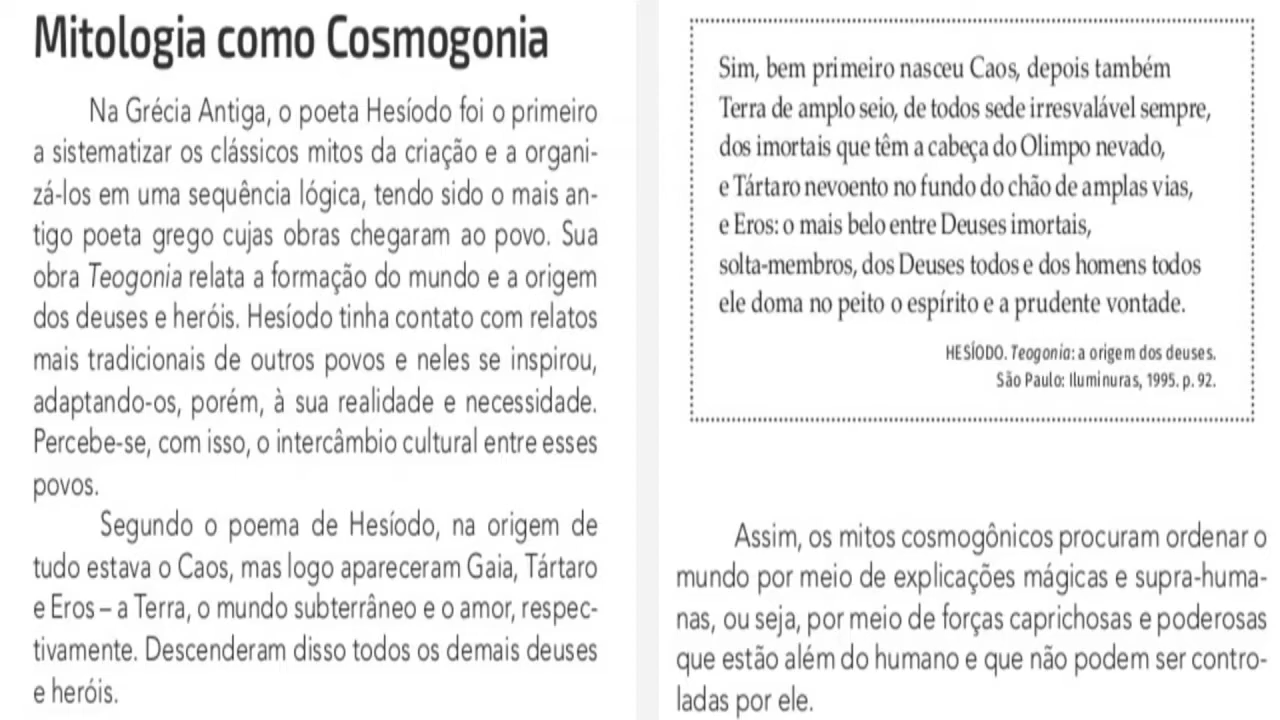 Mitologia como Cosmogonia
Na Grécia Antiga, o poeta Hesíodo foi o primeiro
a sistematizar os clássicos mitos da criação e a organi-
zá-los em uma sequência lógica, tendo sido o mais an-
tigo poeta grego cujas obras chegaram ao povo. Sua
obra Teogonia relata a formação do mundo e a origem
dos deuses e heróis. Hesíodo tinha contato com relatos
mais tradicionais de outros povos e neles se inspirou,
adaptando-os, porém, à sua realidade e necessidade.
Percebe-se, com isso, o intercâmbio cultural entre esses
povos.
Segundo o poema de Hesíodo, na origem de
tudo estava o Caos, mas logo apareceram Gaia, Tártaro
e Eros – a Terra, o mundo subterrâneo e o amor, respec-
tivamente. Descenderam disso todos os demais deuses
e heróis.
Sim, bem primeiro nasceu Caos, depois também
Terra de amplo seio, de todos sede irresvalável sempre,
dos imortais que têm a cabeça do Olimpo nevado,
e Tártaro nevoento no fundo do chão de amplas vias,
e Eros: o mais belo entre Deuses imortais,
solta-membros, dos Deuses todos e dos homens todos
ele doma no peito o espírito e a prudente vontade.
HESÍODO. Teogonia: a origem dos deuses.
São Paulo: Iluminuras, 1995. p. 92.
Assim, os mitos cosmogônicos procuram ordenar o
mundo por meio de explicações mágicas e supra-huma-
nas, ou seja, por meio de forças caprichosas e poderosas
que estão além do humano e que não podem ser contro-
ladas por ele.